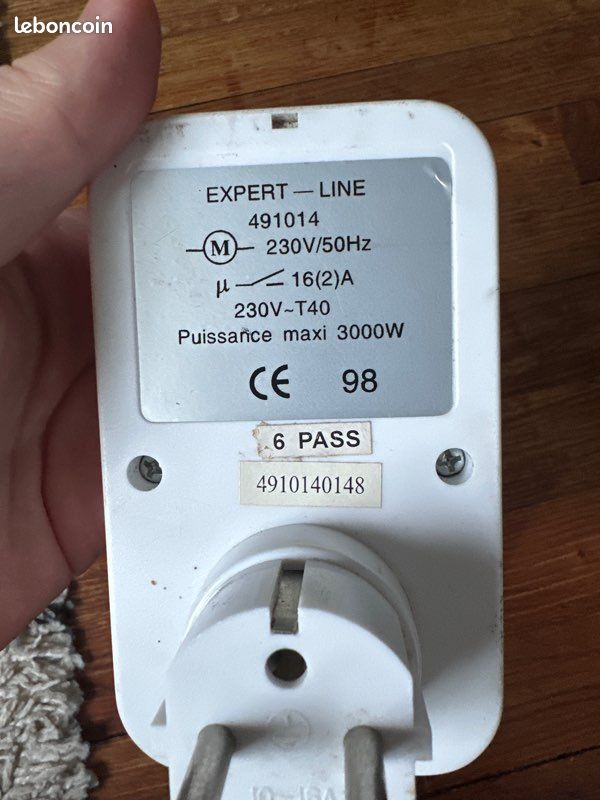 leboncoin
EXPERT — LINE
491014
M 230V/50Hz
µ 16(2)A
230V~T40
Puissance maxi 3000W
CE 98
6 PASS
4910140148